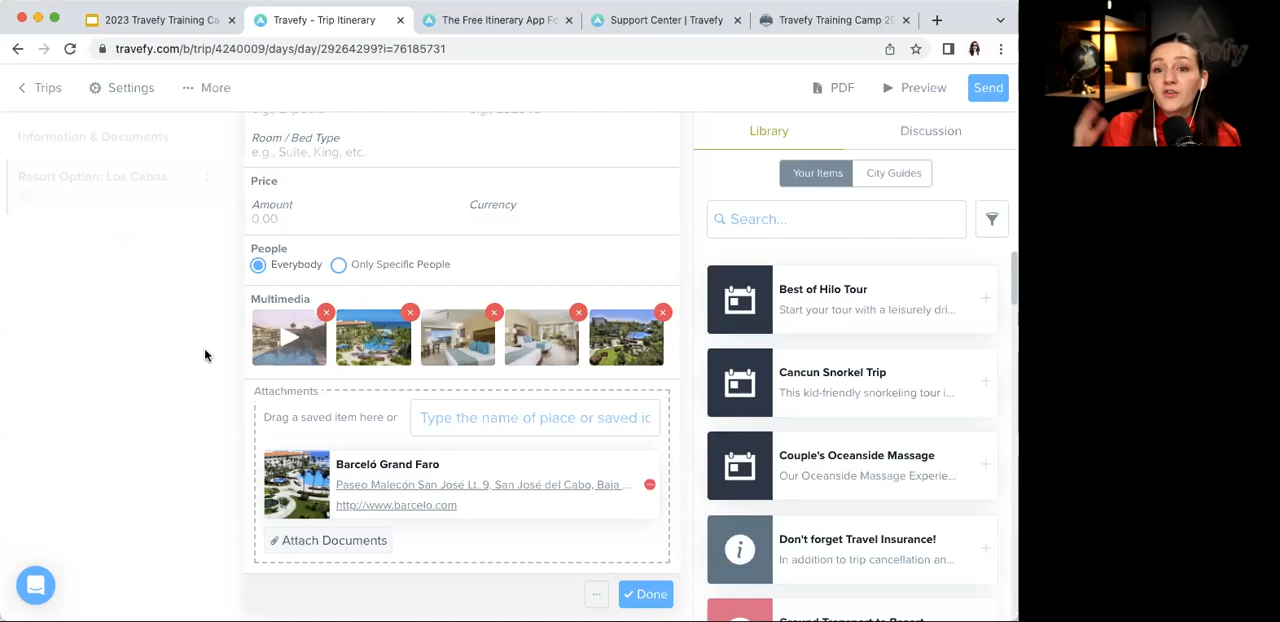 2023 Travefy Training Ca
Travefy - Trip Itinerary
The Free Itinerary App Fo
Support Center | Travefy
Travefy Training Camp 20
travefy.com/b/trip/4240009/days/day/29264299?i=76185731
Trips
Settings
More
PDF
Preview
Send
Information & Documents
Resort Option: Los Cabos
Room / Bed Type
e.g., Suite, King, etc.
Price
Amount
Currency
0.00
People
Everybody
Only Specific People
Multimedia
Attachments
Drag a saved item here or
Type the name of place or saved ic
Barceló Grand Faro
Paseo Malecón San José Lt. 9, San José del Cabo, Baja ...
http://www.barcelo.com
Attach Documents
Done
Library
Discussion
Your Items
City Guides
Search...
Best of Hilo Tour
Start your tour with a leisurely dri...
Cancun Snorkel Trip
This kid-friendly snorkeling tour i...
Couple's Oceanside Massage
Our Oceanside Massage Experie...
Don't forget Travel Insurance!
In addition to trip cancellation an...